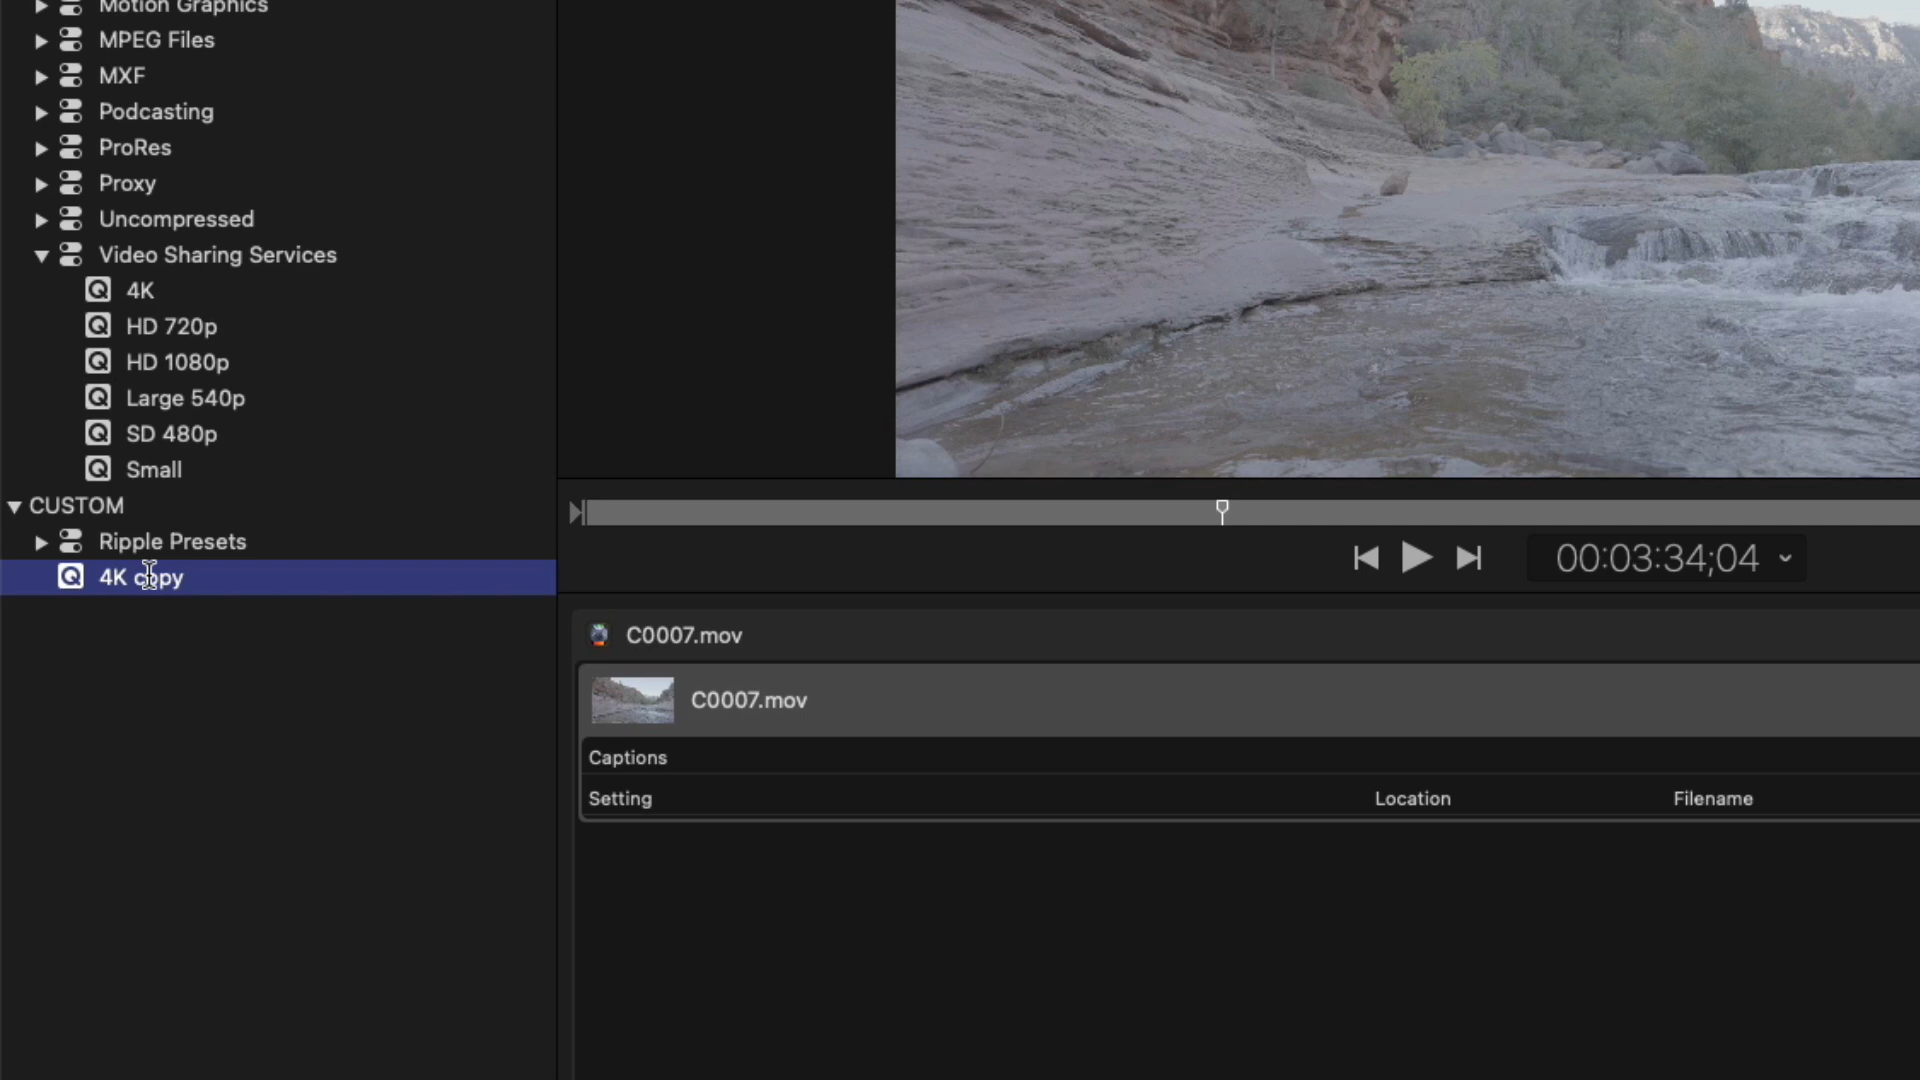 Motion Graphics
MPEG Files
MXF
Podcasting
ProRes
Proxy
Uncompressed
Video Sharing Services
4K
HD 720p
HD 1080p
Large 540p
SD 480p
Small
CUSTOM
Ripple Presets
4K copy
00:03:34;04
C0007.mov
C0007.mov
Captions
Setting Location Filename